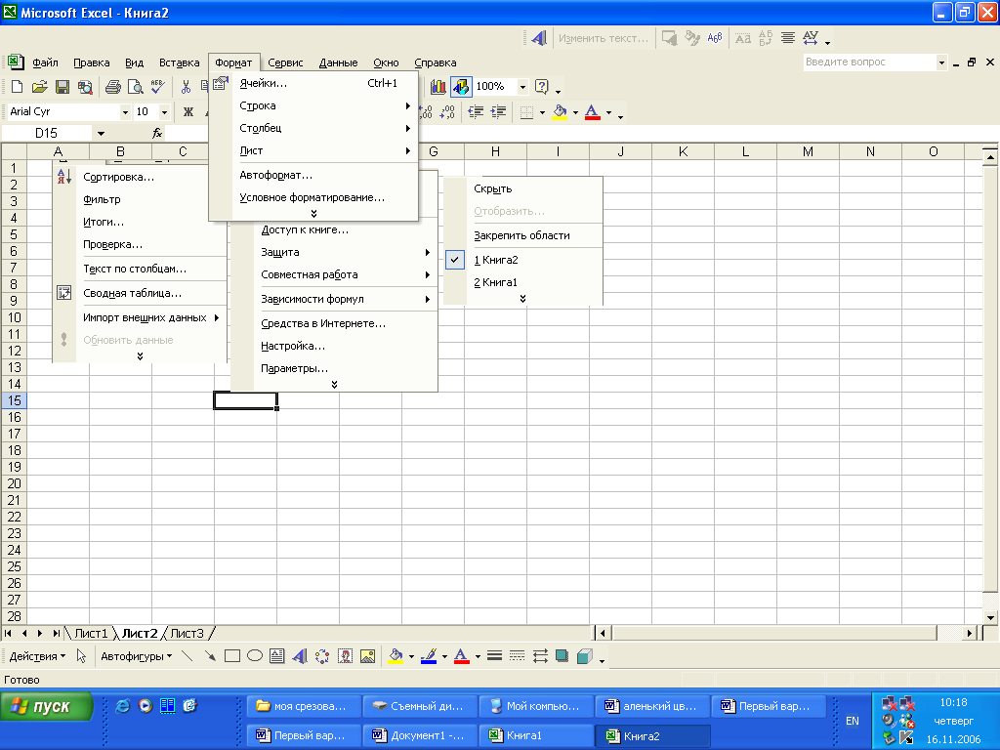 Microsoft Excel - Книга2
Изменить текст...
Файл Правка Вид Вставка Формат Сервис Данные Окно Справка
Введите вопрос
100%
Arial Cyr 10 Ж
D15 fx
A B C G H I J K L M N O
Ячейки... Ctrl+1
Строка
Столбец
Лист
Автоформат...
Условное форматирование...
Сортировка...
Фильтр
Итоги...
Проверка...
Текст по столбцам...
Сводная таблица...
Импорт внешних данных
Обновить данные
Доступ к книге...
Защита
Совместная работа
Зависимости формул
Средства в Интернете...
Настройка...
Параметры...
Скрыть
Отобразить...
Закрепить области
1 Книга2
2 Книга1
1
2
3
4
5
6
7
8
9
10
11
12
13
14
15
16
17
18
19
20
21
22
23
24
25
26
27
28
Лист1 Лист2 Лист3
Действия Автофигуры
Готово
пуск
моя срезова... Съемный ди... Мой компью... аленький цв... Первый вар...
Первый вар... Документ1 -... Книга1 Книга2
EN
10:18
четверг
16.11.2006